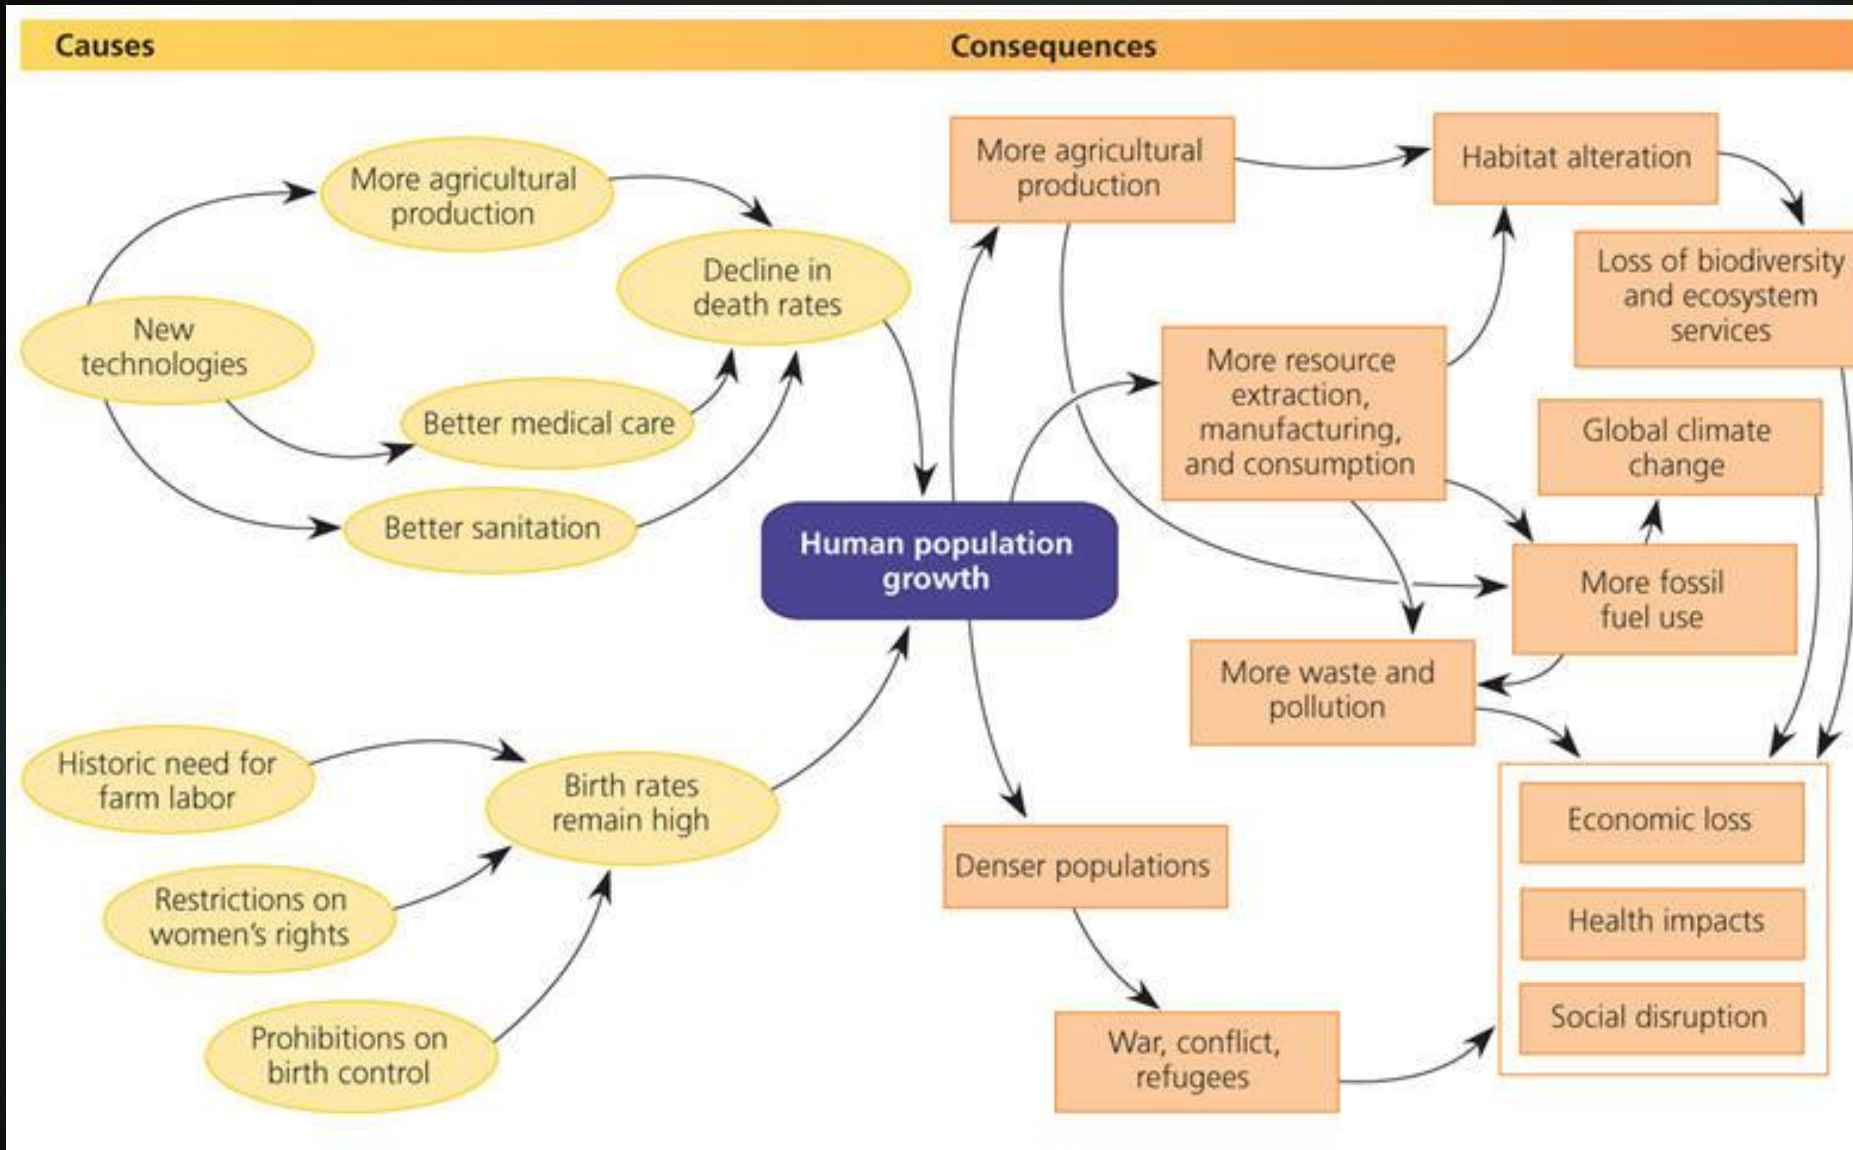 Causes
Consequences
More agricultural
production
Decline in
death rates
New
technologies
Better medical care
Better sanitation
Human population
growth
Historic need for
farm labor
Birth rates
remain high
Restrictions on
women's rights
Prohibitions on
birth control
More agricultural
production
Habitat alteration
Loss of biodiversity
and ecosystem
services
More resource
extraction,
manufacturing,
and consumption
Global climate
change
More fossil
fuel use
More waste and
pollution
Denser populations
War, conflict,
refugees
Economic loss
Health impacts
Social disruption